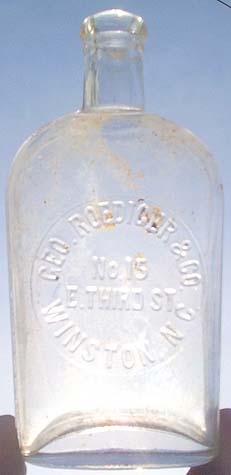 GEO. ROEDIGER & CO
No. 15
E. THIRD ST.
WINSTON, N. C.